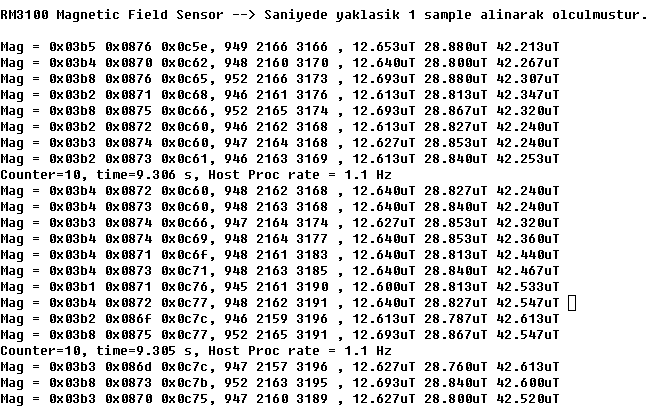 RM3100 Magnetic Field Sensor --> Saniyede yaklasik 1 sample alinarak olculmustur.
Mag = 0x03b5 0x0876 0x0c5e, 949 2166 3166 , 12.653uT 28.880uT 42.213uT
Mag = 0x03b4 0x0870 0x0c62, 948 2160 3170 , 12.640uT 28.800uT 42.267uT
Mag = 0x03b8 0x0876 0x0c65, 952 2166 3173 , 12.693uT 28.880uT 42.307uT
Mag = 0x03b2 0x0871 0x0c68, 946 2161 3176 , 12.613uT 28.813uT 42.347uT
Mag = 0x03b8 0x0875 0x0c66, 952 2165 3174 , 12.693uT 28.867uT 42.320uT
Mag = 0x03b2 0x0872 0x0c60, 946 2162 3168 , 12.613uT 28.827uT 42.240uT
Mag = 0x03b3 0x0874 0x0c60, 947 2164 3168 , 12.627uT 28.853uT 42.240uT
Mag = 0x03b2 0x0873 0x0c61, 946 2163 3169 , 12.613uT 28.840uT 42.253uT
Counter=10, time=9.306 s, Host Proc rate = 1.1 Hz
Mag = 0x03b4 0x0872 0x0c60, 948 2162 3168 , 12.640uT 28.827uT 42.240uT
Mag = 0x03b4 0x0873 0x0c60, 948 2163 3168 , 12.640uT 28.840uT 42.240uT
Mag = 0x03b3 0x0874 0x0c66, 947 2164 3174 , 12.627uT 28.853uT 42.320uT
Mag = 0x03b4 0x0874 0x0c69, 948 2164 3177 , 12.640uT 28.853uT 42.360uT
Mag = 0x03b4 0x0871 0x0c6f, 948 2161 3183 , 12.640uT 28.813uT 42.440uT
Mag = 0x03b4 0x0873 0x0c71, 948 2163 3185 , 12.640uT 28.840uT 42.467uT
Mag = 0x03b1 0x0871 0x0c76, 945 2161 3190 , 12.600uT 28.813uT 42.533uT
Mag = 0x03b4 0x0872 0x0c77, 948 2162 3191 , 12.640uT 28.827uT 42.547uT
Mag = 0x03b2 0x086f 0x0c7c, 946 2159 3196 , 12.613uT 28.787uT 42.613uT
Mag = 0x03b8 0x0875 0x0c77, 952 2165 3191 , 12.693uT 28.867uT 42.547uT
Counter=10, time=9.305 s, Host Proc rate = 1.1 Hz
Mag = 0x03b3 0x086d 0x0c7c, 947 2157 3196 , 12.627uT 28.760uT 42.613uT
Mag = 0x03b8 0x0873 0x0c7b, 952 2163 3195 , 12.693uT 28.840uT 42.600uT
Mag = 0x03b3 0x0870 0x0c75, 947 2160 3189 , 12.627uT 28.800uT 42.520uT